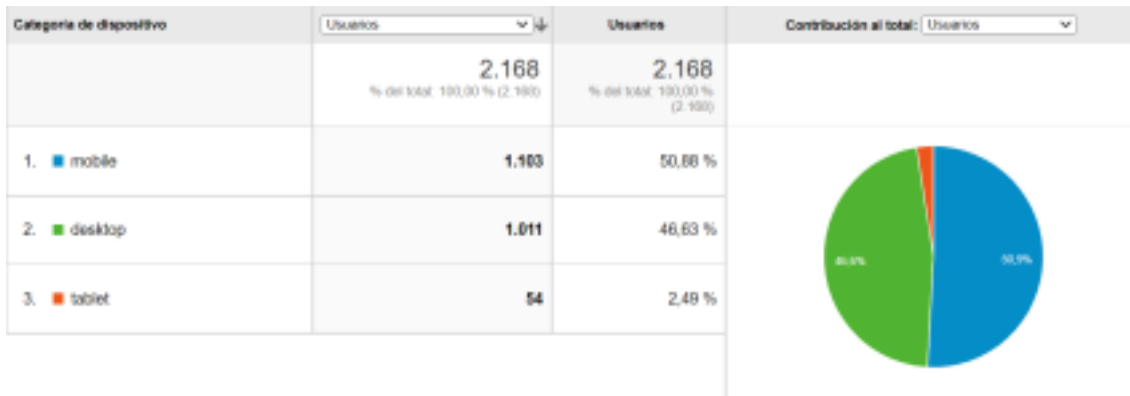 Categoría de dispositivo Usuarios Usuarios Contribución al total: Usuarios
2.168 2.168
% del total: 100,00 % (2.168) % del total: 100,00 %
(2.168)
1. mobile 1.103 50,88 %
2. desktop 1.011 46,63 %
3. tablet 54 2,49 %
46,6% 50,9%